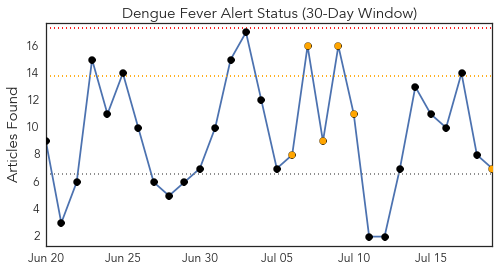 Dengue Fever Alert Status (30-Day Window)
Articles Found
16
14
12
10
8
6
4
2
Jun 20 Jun 25 Jun 30 Jul 05 Jul 10 Jul 15